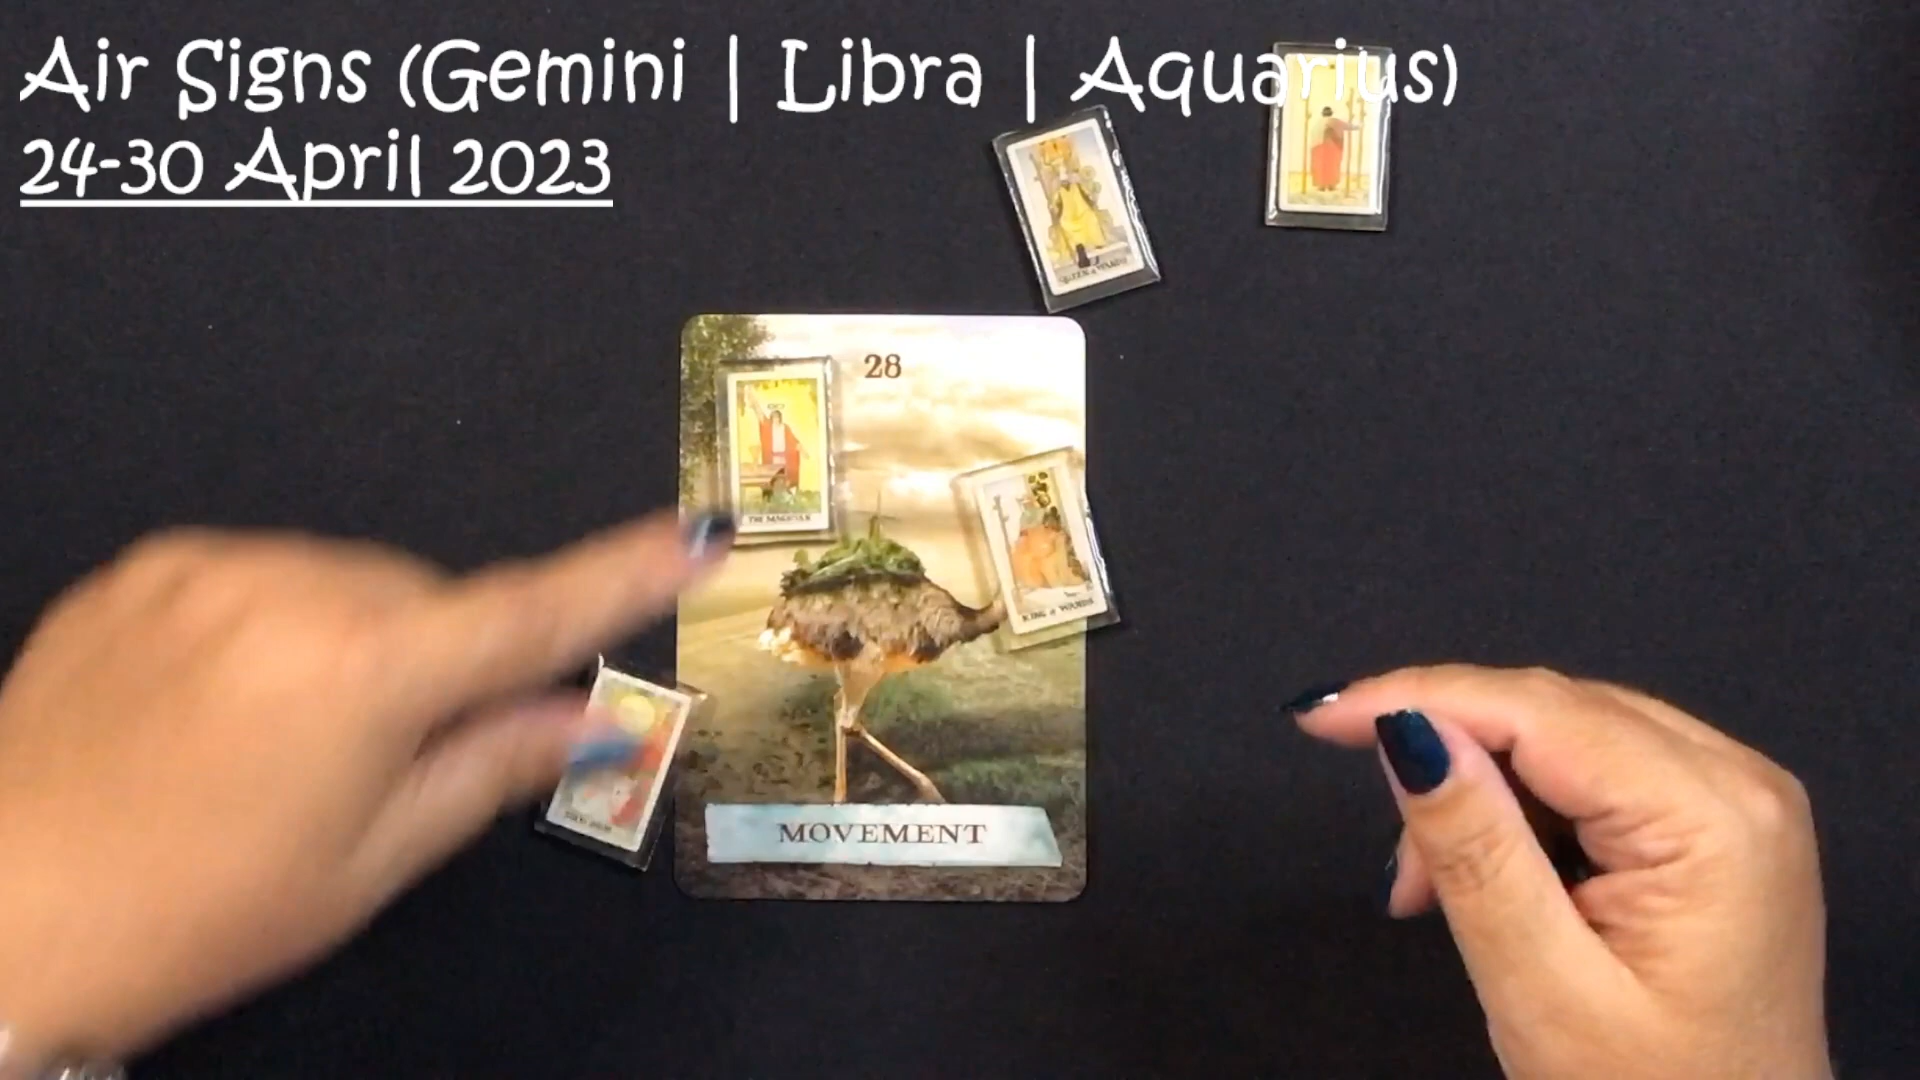 Air Signs (Gemini | Libra | Aquarius)
24-30 April 2023
QUEEN of WANDS
28
THE MAGICIAN
KING of WANDS
MOVEMENT